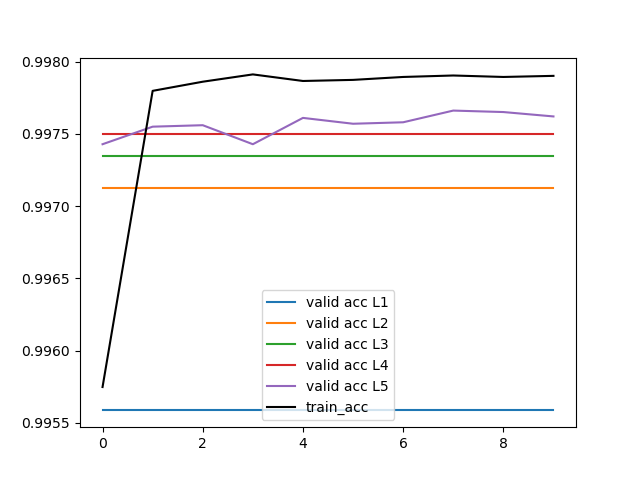 0.9980
0.9975
0.9970
0.9965
0.9960
0.9955
valid acc L1
valid acc L2
valid acc L3
valid acc L4
valid acc L5
train_acc
0 2 4 6 8